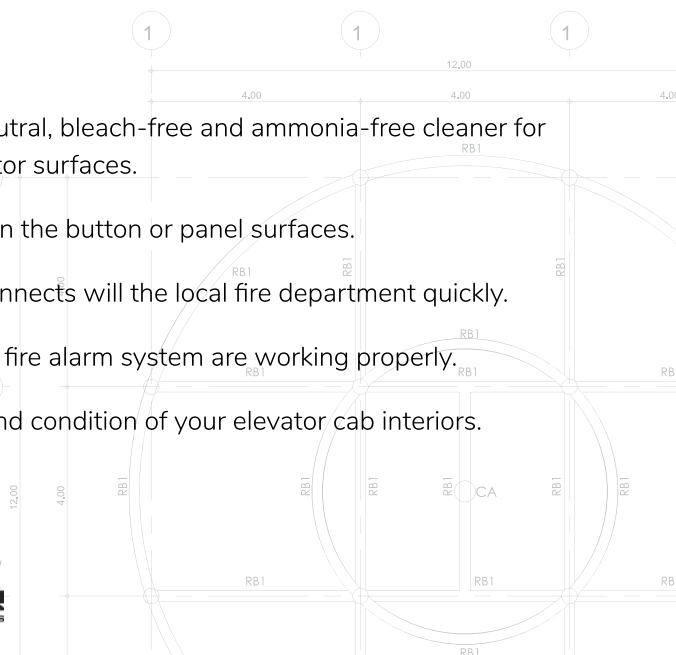 1 1 1
12.00
4.00 4.00 4.00
utral, bleach-free and ammonia-free cleaner for
RB1
tor surfaces.
n the button or panel surfaces.
RB1 RB1 RB1
nnects will the local fire department quickly.
RB1
fire alarm system are working properly.
RB1 RB1 RB
nd condition of your elevator cab interiors.
12.00 4.00 RB1 RB1 RB1 RB1 CA RB1 RB1
RB1 RB1 RB
RB1